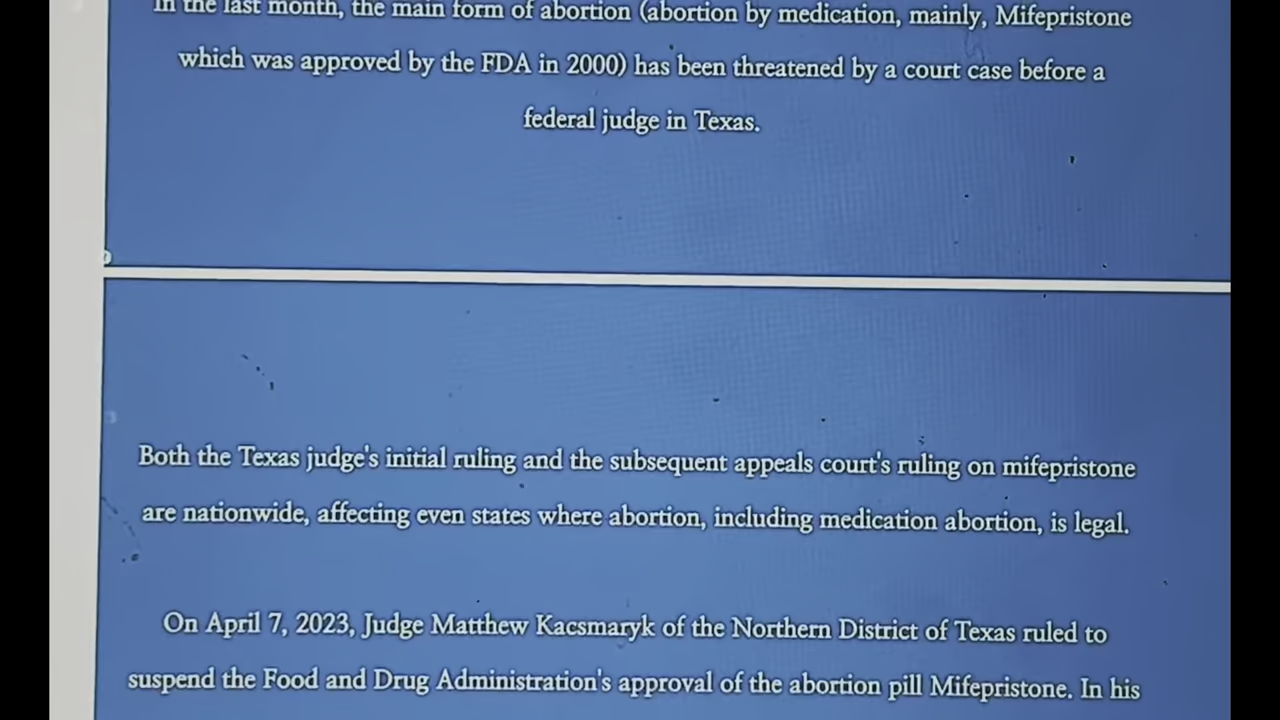 In the last month, the main form of abortion (abortion by medication, mainly, Mifepristone
which was approved by the FDA in 2000) has been threatened by a court case before a
federal judge in Texas.
Both the Texas judge's initial ruling and the subsequent appeals court's ruling on mifepristone
are nationwide, affecting even states where abortion, including medication abortion, is legal.
On April 7, 2023, Judge Matthew Kacsmaryk of the Northern District of Texas ruled to
suspend the Food and Drug Administration's approval of the abortion pill Mifepristone. In his